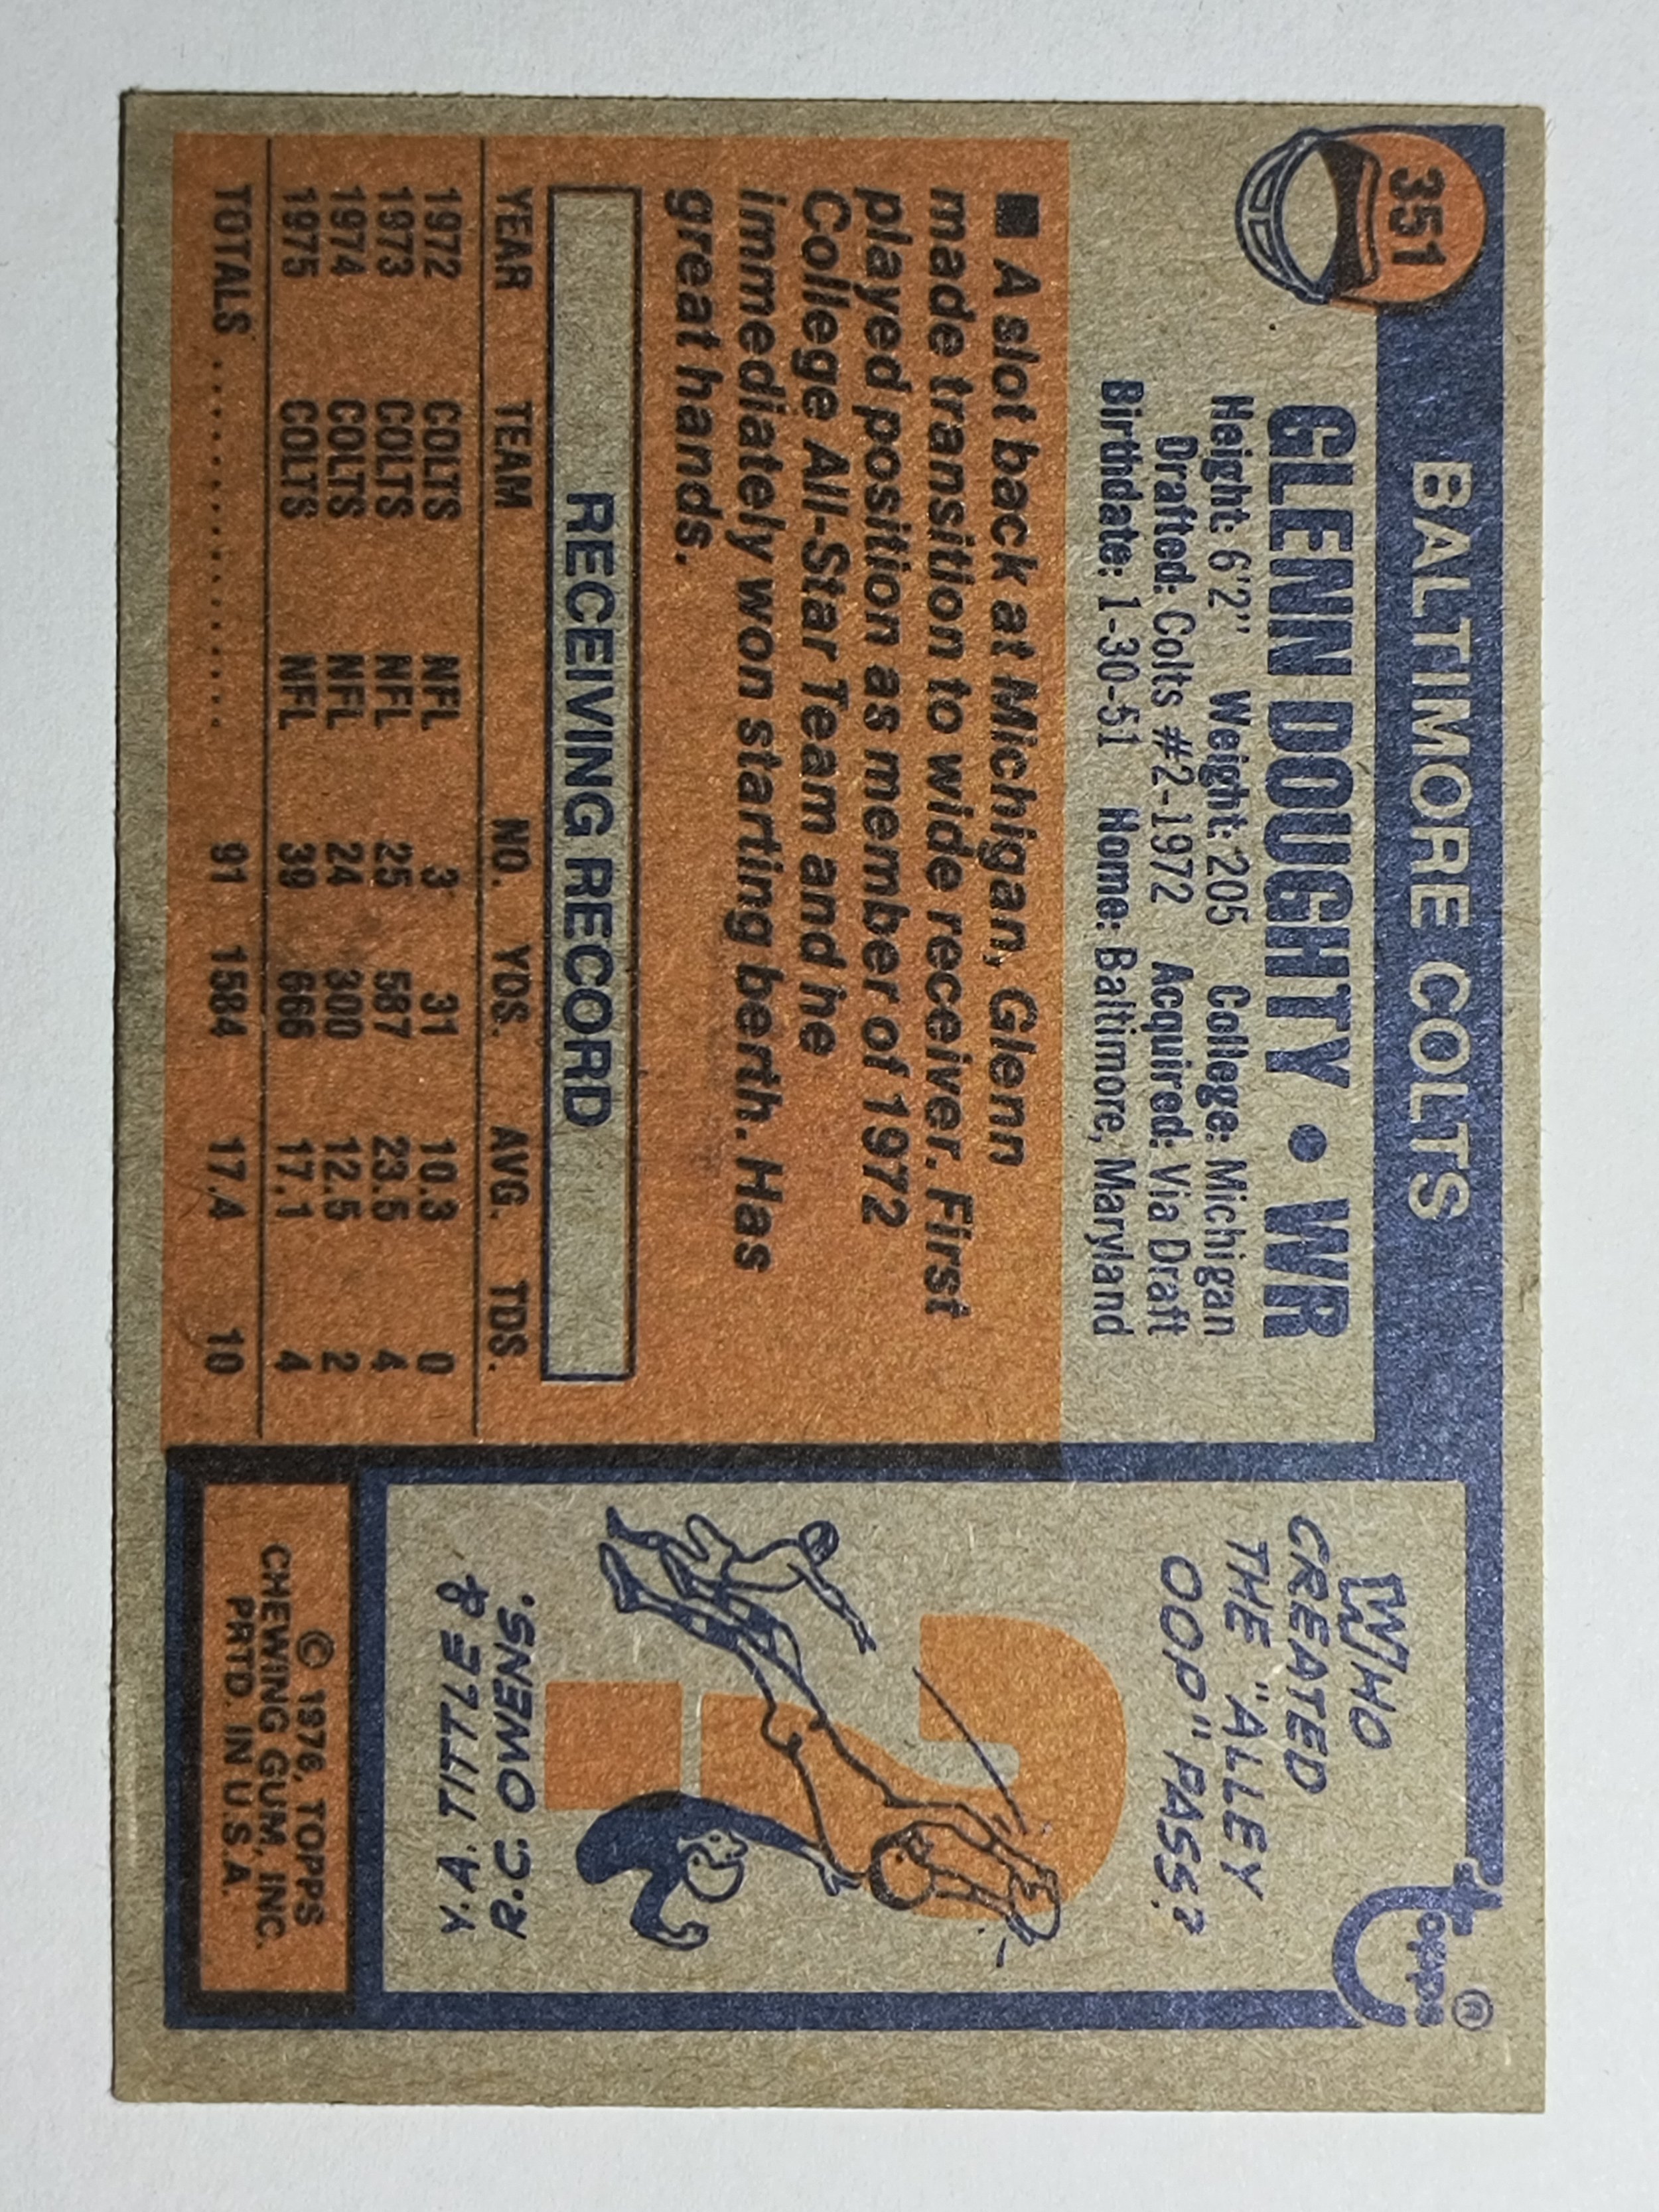 351
BALTIMORE COLTS
topps®
GLENN DOUGHTY • WR
Height: 6'2" Weight: 205 College: Michigan
Drafted: Colts #2-1972 Acquired: Via Draft
Birthdate: 1-30-51 Home: Baltimore, Maryland
■ A slot back at Michigan, Glenn
made transition to wide receiver. First
played position as member of 1972
College All-Star Team and he
immediately won starting berth. Has
great hands.
RECEIVING RECORD
YEAR TEAM NO. YDS. AVG. TDS.
1972 COLTS NFL 3 31 10.3 0
1973 COLTS NFL 25 587 23.5 4
1974 COLTS NFL 24 300 12.5 2
1975 COLTS NFL 39 666 17.1 4
TOTALS .................... 91 1584 17.4 10
WHO
CREATED
THE "ALLEY
OOP" PASS?
?
Y.A. TITTLE &
R.C. OWENS.
© 1976, TOPPS
CHEWING GUM, INC.
PRTD. IN U.S.A.